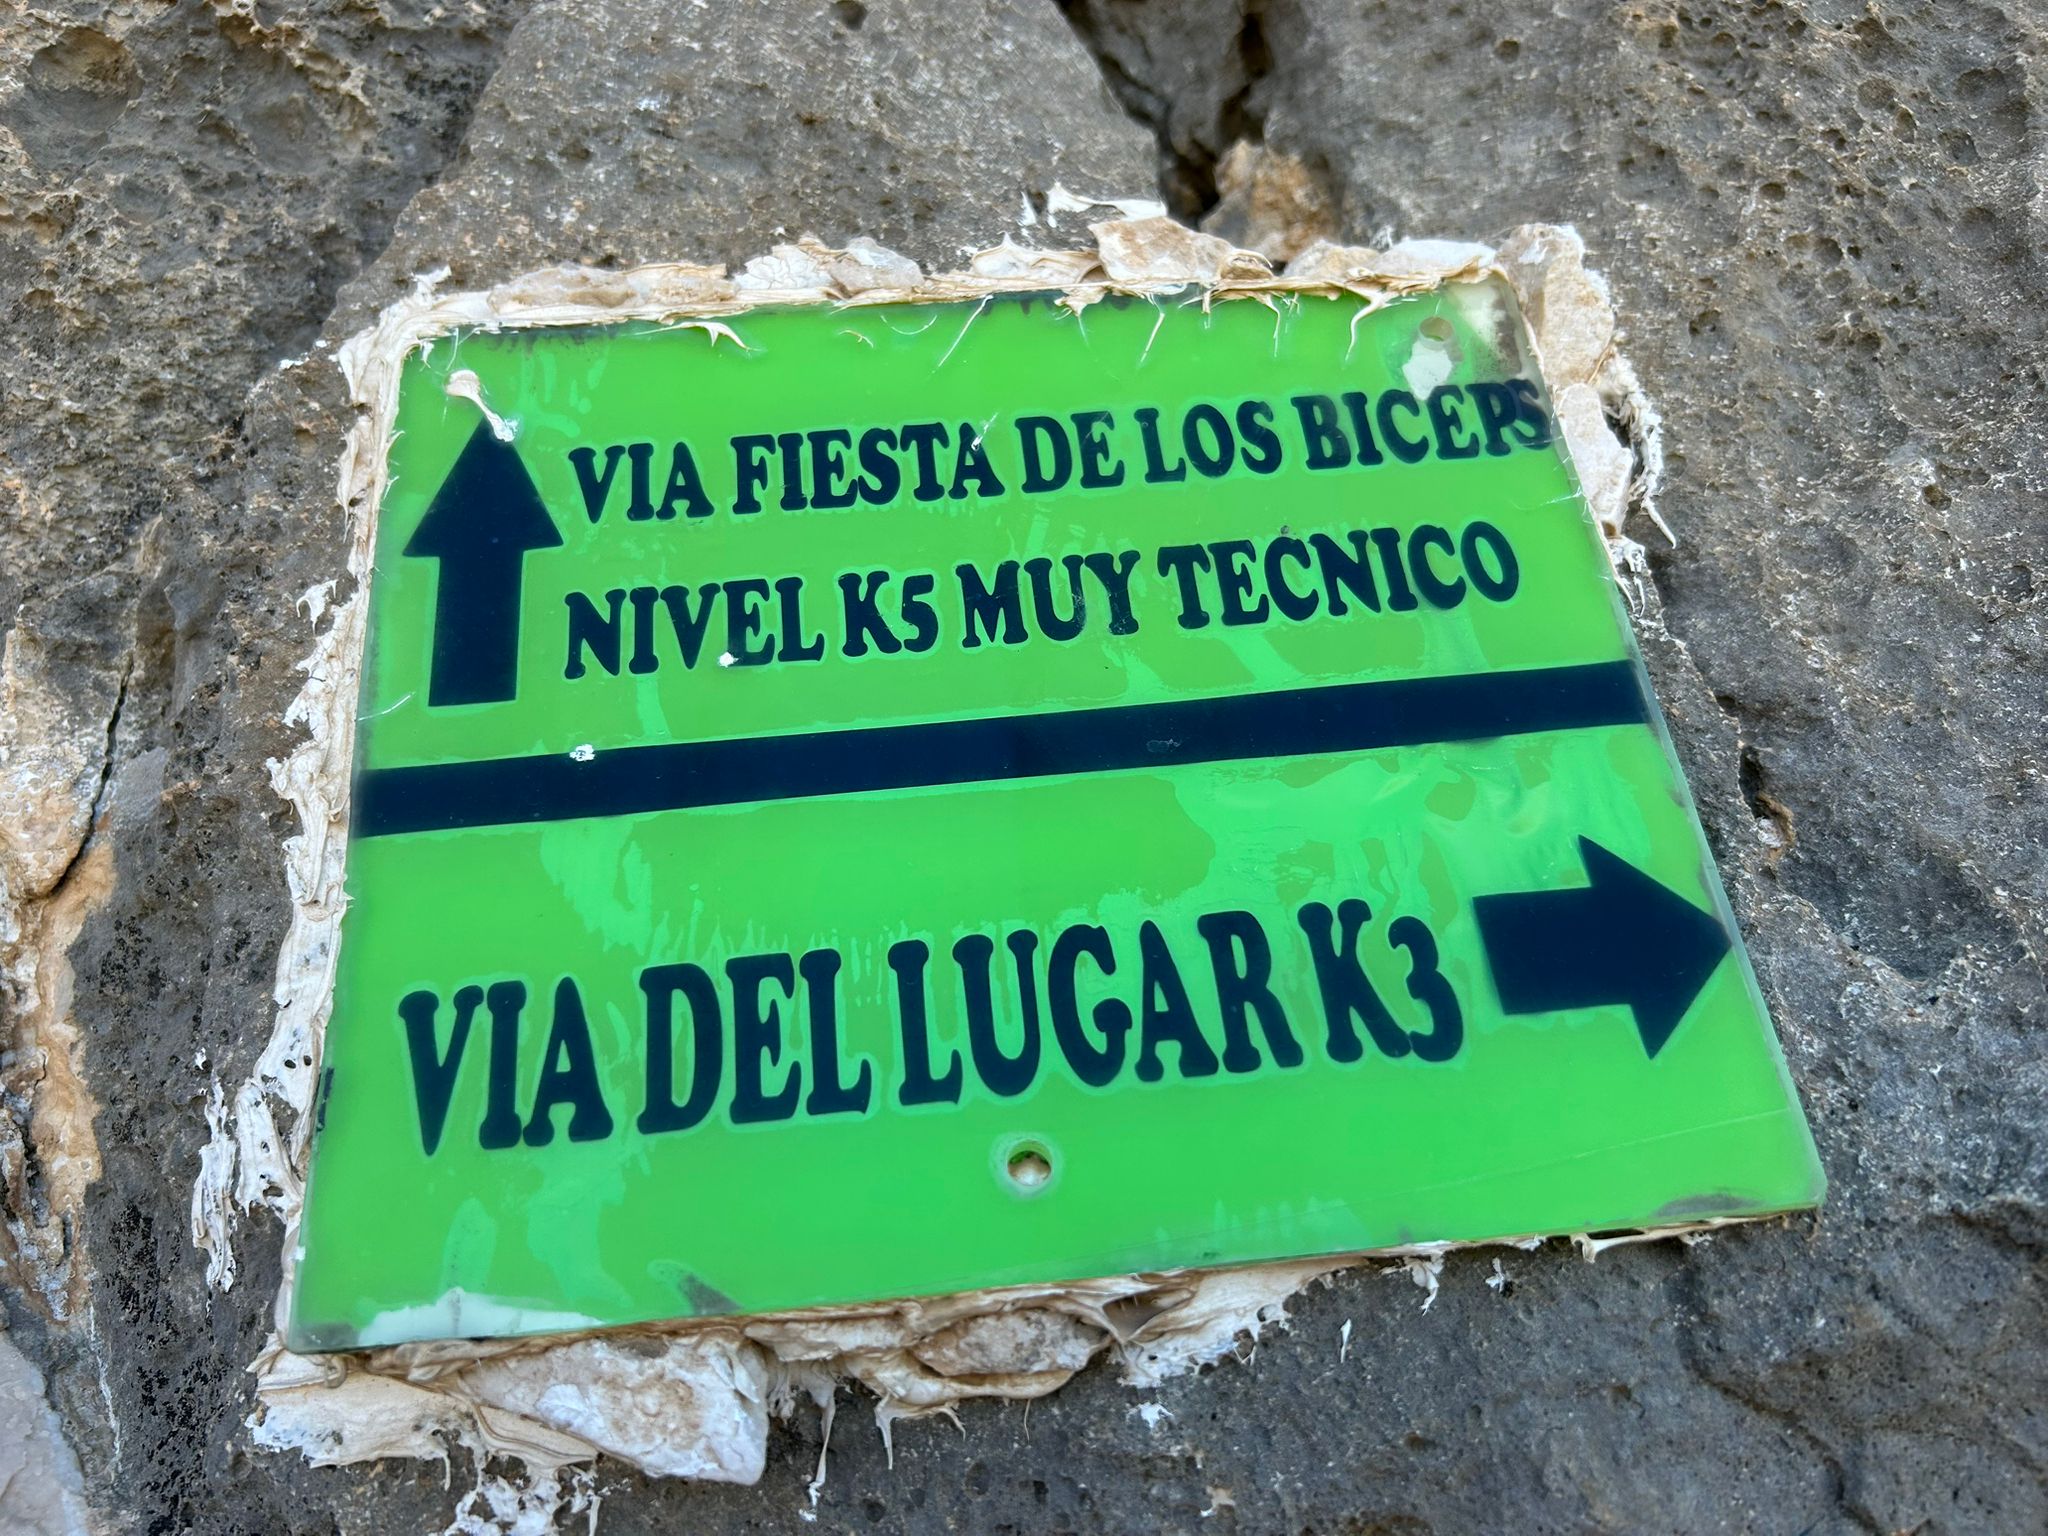 VIA FIESTA DE LOS BICEPS
NIVEL K5 MUY TECNICO
VIA DEL LUGAR K3